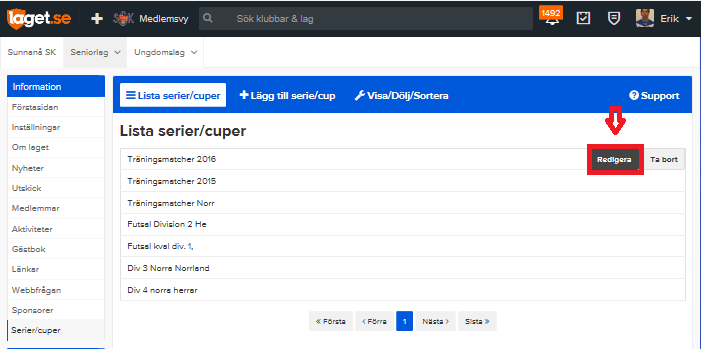 laget.se
SSK Medlemsvy
Sök klubbar & lag
1492
Erik
Sunnanå SK
Seniorlag
Ungdomslag
Information
Förstasidan
Inställningar
Om laget
Nyheter
Utskick
Medlemmar
Aktiviteter
Gästbok
Länkar
Webbfrågan
Sponsorer
Serier/cuper
Lista serier/cuper
Lägg till serie/cup
Visa/Dölj/Sortera
Support
Lista serier/cuper
Träningsmatcher 2016
Redigera
Ta bort
Träningsmatcher 2015
Träningsmatcher Norr
Futsal Division 2 He
Futsal kval div. 1,
Div 3 Norra Norrland
Div 4 norra herrar
« Första
‹ Förra
1
Nästa ›
Sista »